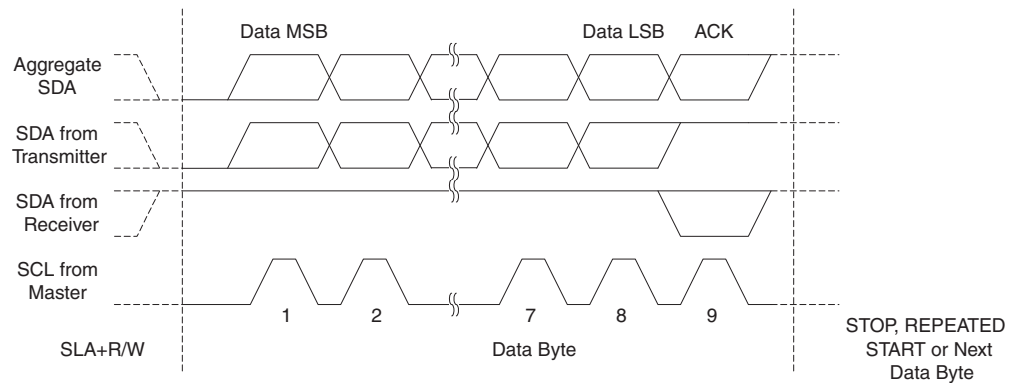 Data MSB
Data LSB
ACK
Aggregate
SDA
SDA from
Transmitter
SDA from
Receiver
SCL from
Master
1
2
7
8
9
SLA+R/W
Data Byte
STOP, REPEATED
START or Next
Data Byte